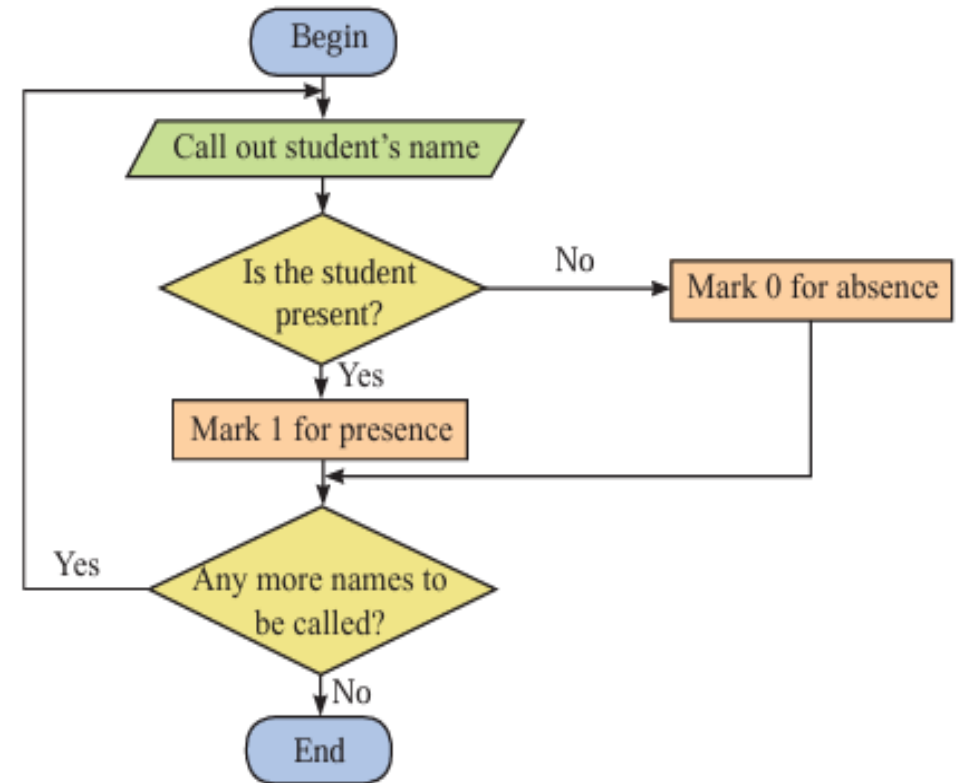 Begin
Call out student’s name
Is the student
present?
No
Mark 0 for absence
Yes
Mark 1 for presence
Yes
Any more names to
be called?
No
End